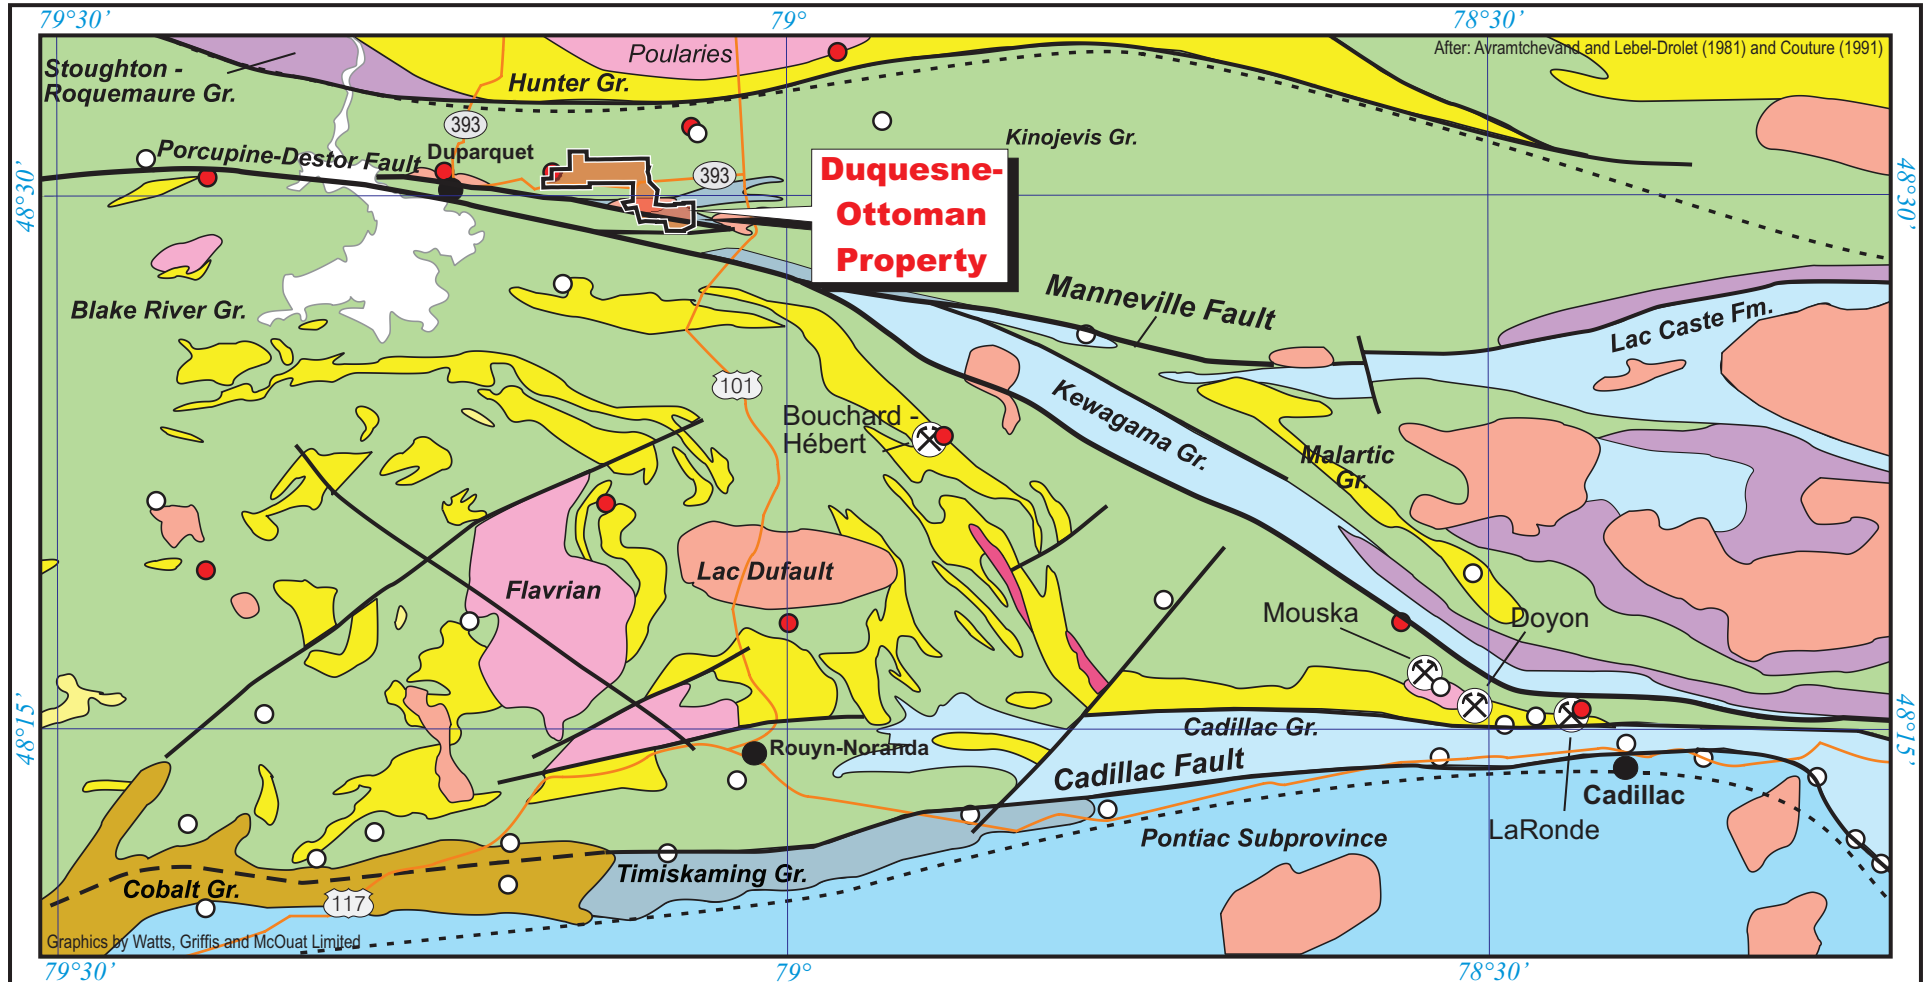 79°30'
79°
78°30'
After: Avramtchevand and Lebel-Drolet (1981) and Couture (1991)
Poularies
Stoughton -
Roquemaure Gr.
Hunter Gr.
393
Kinojevis Gr.
Porcupine-Destor Fault
Duparquet
393
48°30'
48°30'
Duquesne-
Ottoman
Property
Blake River Gr.
Manneville Fault
Lac Caste Fm.
101
Kewagama Gr.
Bouchard -
Hébert
Malartic
Gr.
Flavrian
Lac Dufault
Mouska
Doyon
48°15'
48°15'
Cadillac Gr.
Rouyn-Noranda
Cadillac Fault
Cadillac
LaRonde
Pontiac Subprovince
Timiskaming Gr.
Cobalt Gr.
117
Graphics by Watts, Griffis and McOuat Limited
79°30'
79°
78°30'